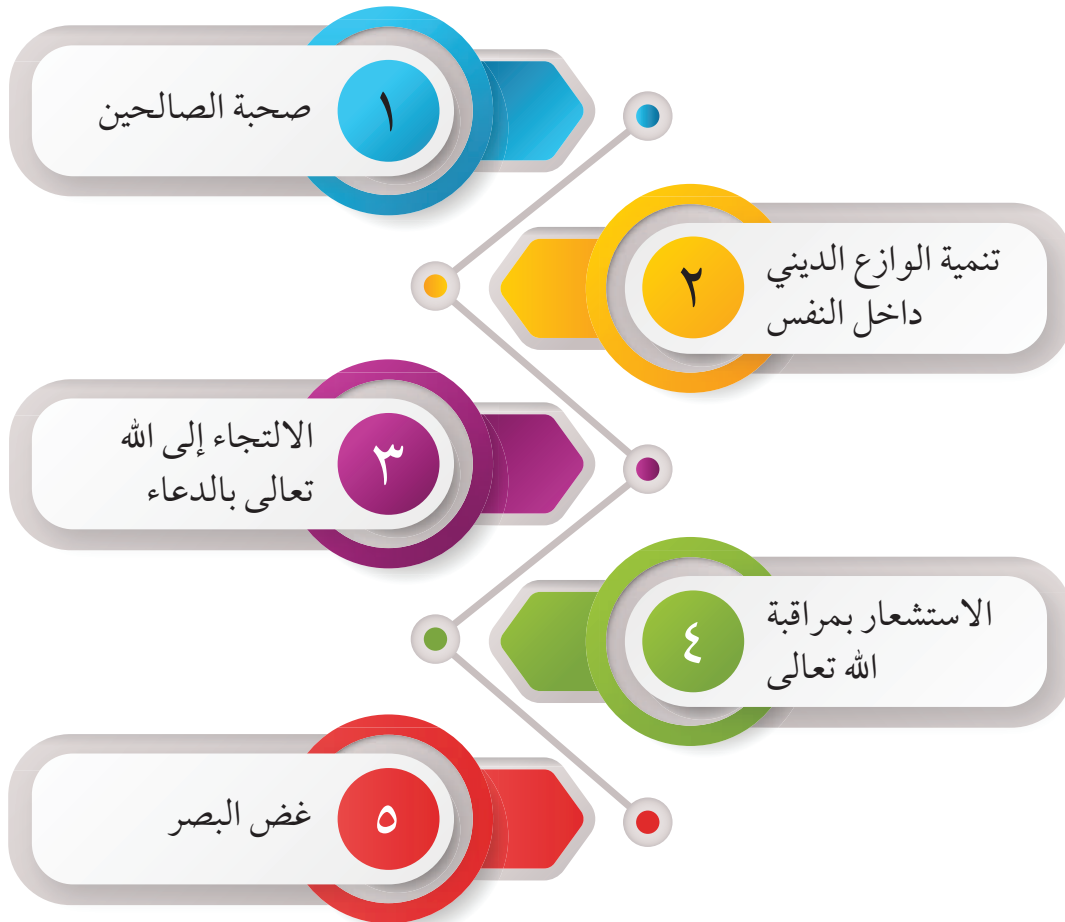 ١
صحبة الصالحين
٢
تنمية الوازع الديني
داخل النفس
٣
الالتجاء إلى الله
تعالى بالدعاء
٤
الاستشعار بمراقبة
الله تعالى
٥
غض البصر